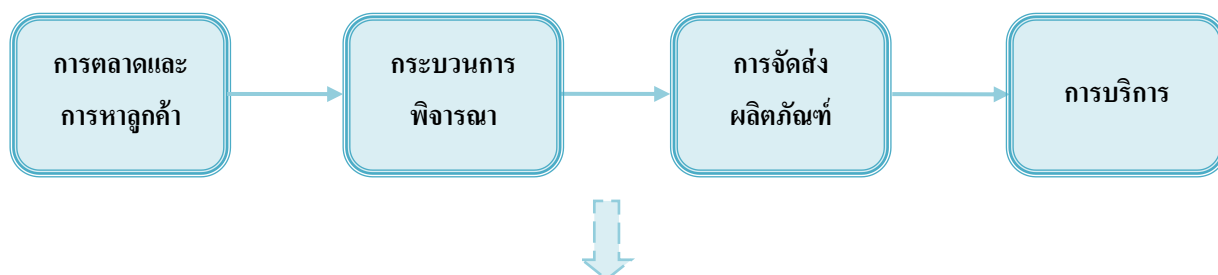 การตลาดและ
การหาลูกค้า
กระบวนการ
พิจารณา
การจัดส่ง
ผลิตภัณฑ์
การบริการ